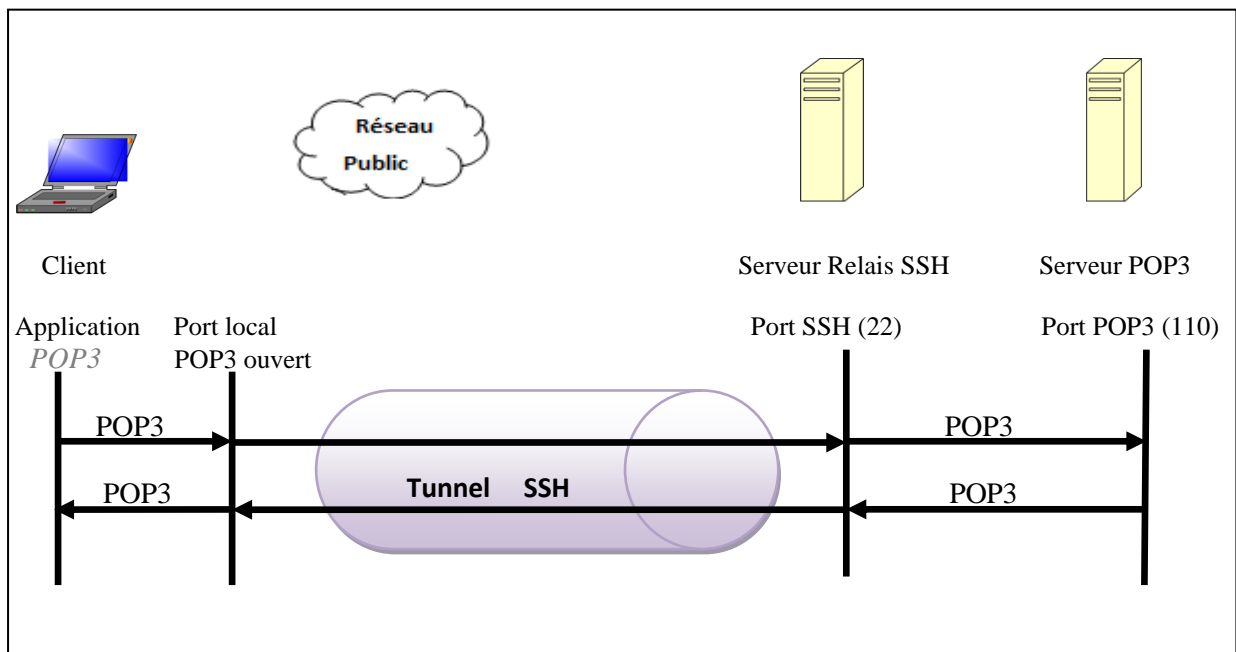 Réseau
Public
Client
Serveur Relais SSH
Serveur POP3
Application
POP3
Port local
POP3 ouvert
Port SSH (22)
Port POP3 (110)
POP3
POP3
POP3
Tunnel SSH
POP3